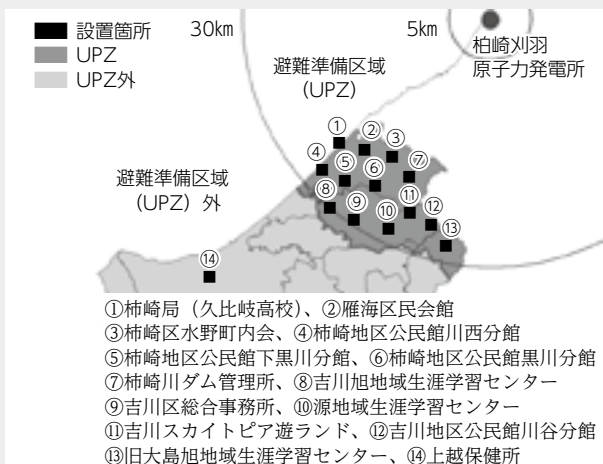 設置箇所
UPZ
UPZ外
30㎞
5㎞
柏崎刈羽
原子力発電所
避難準備区域
（UPZ）
避難準備区域
（UPZ）外
①
②
③
④
⑤
⑥
⑦
⑧
⑨
⑩
⑪
⑫
⑬
⑭
①柿崎局（久比岐高校）、②雁海区民会館
③柿崎区水野町内会、④柿崎地区公民館川西分館
⑤柿崎地区公民館下黒川分館、⑥柿崎地区公民館黒川分館
⑦柿崎川ダム管理所、⑧吉川旭地域生涯学習センター
⑨吉川区総合事務所、⑩源地域生涯学習センター
⑪吉川スカイトピア遊ランド、⑫吉川地区公民館川谷分館
⑬旧大島旭地域生涯学習センター、⑭上越保健所